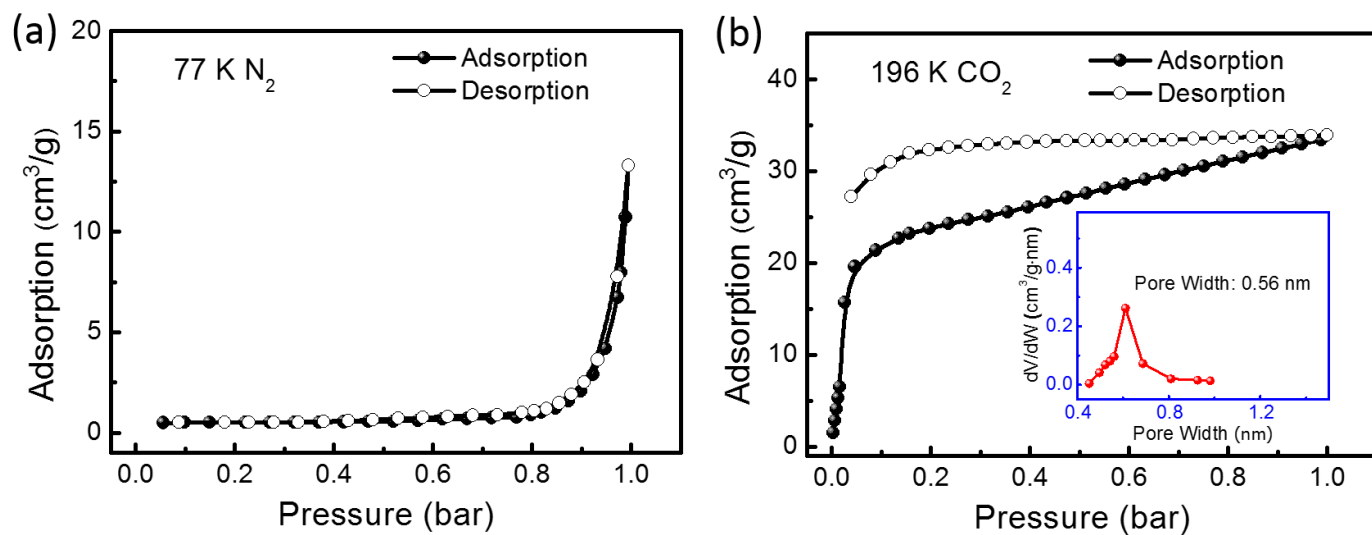 (a)
77 K N2
Adsorption
Desorption
Adsorption (cm3/g)
20
15
10
5
0
0.0 0.2 0.4 0.6 0.8 1.0
Pressure (bar)
(b)
196 K CO2
Adsorption
Desorption
Adsorption (cm3/g)
40
30
20
10
0
0.0 0.2 0.4 0.6 0.8 1.0
Pressure (bar)
dV/dW (cm3/g·nm)
0.4
0.2
0.0
Pore Width: 0.56 nm
0.4 0.8 1.2
Pore Width (nm)